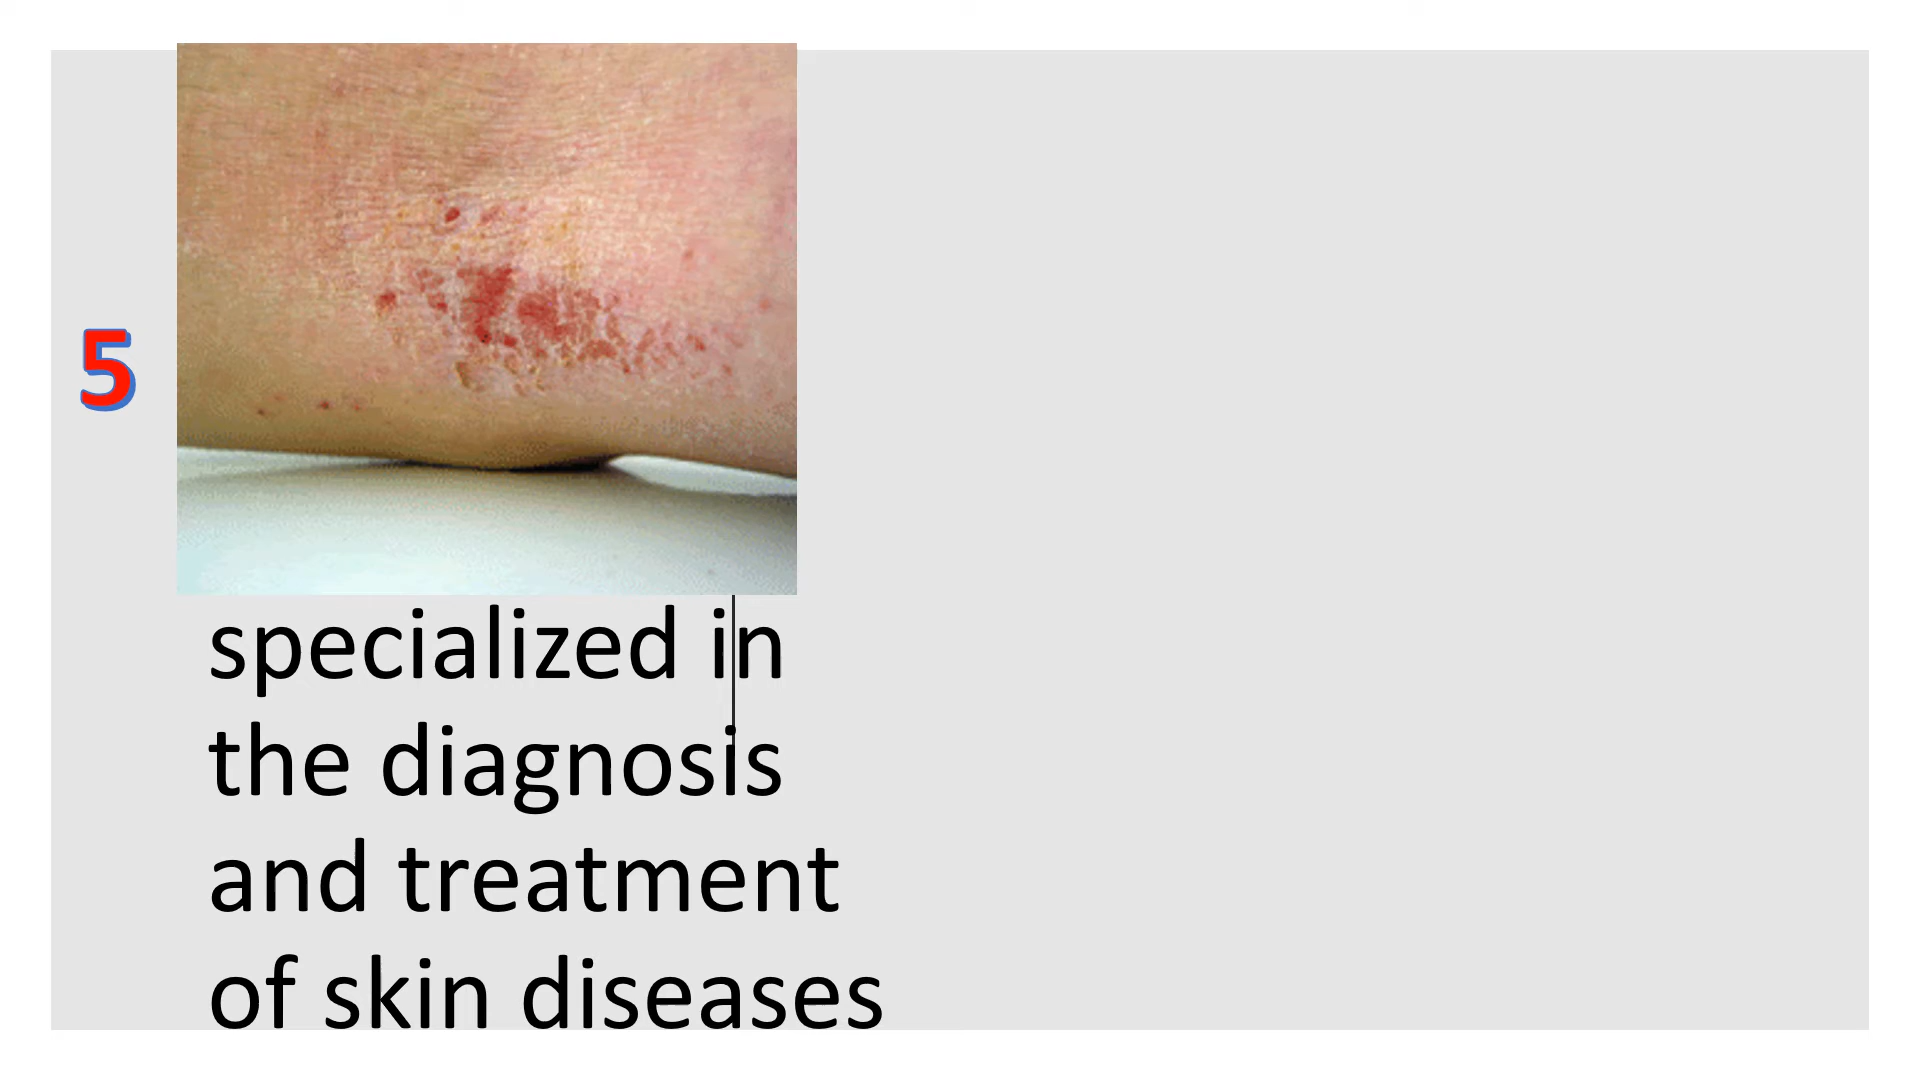 5
specialized in
the diagnosis
and treatment
of skin diseases